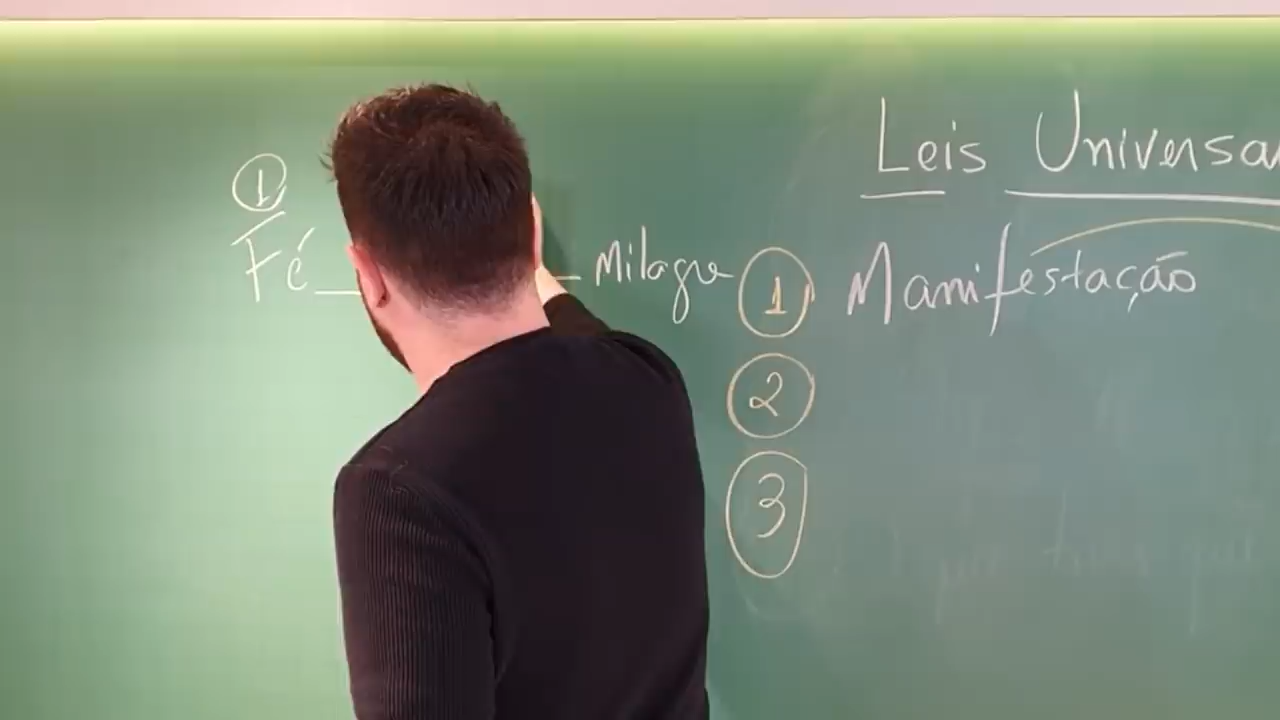 Leis Universa
①
Fé Milagre
① Manifestação
②
③